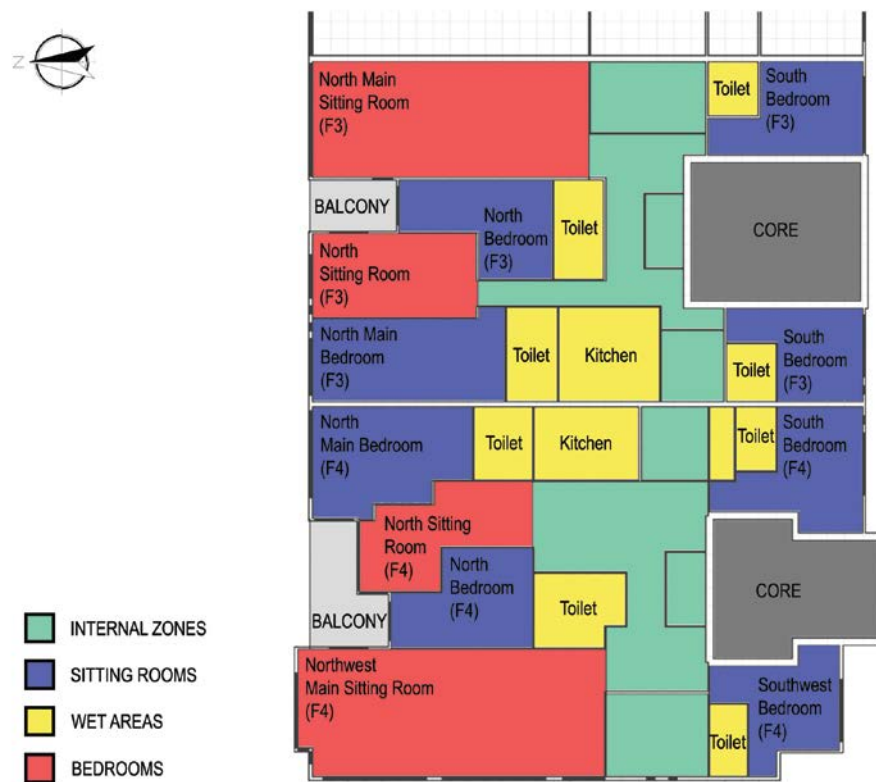 Z
North Main
Sitting Room
(F3)
Toilet
South
Bedroom
(F3)
BALCONY
North
Bedroom
(F3)
Toilet
CORE
North
Sitting Room
(F3)
North Main
Bedroom
(F3)
Toilet
Kitchen
Toilet
South
Bedroom
(F3)
North
Main Bedroom
(F4)
Toilet
Kitchen
Toilet
South
Bedroom
(F4)
North Sitting
Room
(F4)
North
Bedroom
(F4)
Toilet
CORE
BALCONY
Northwest
Main Sitting Room
(F4)
Southwest
Bedroom
(F4)
Toilet
INTERNAL ZONES
SITTING ROOMS
WET AREAS
BEDROOMS